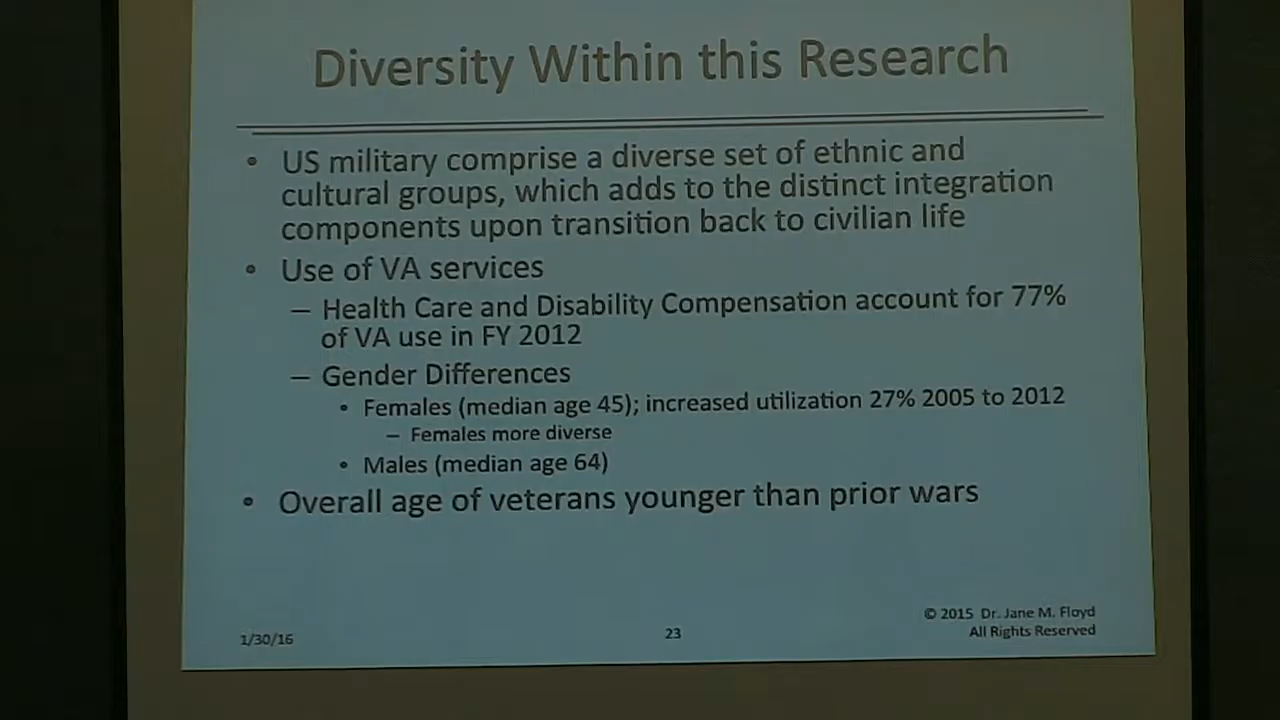 Diversity Within this Research
• US military comprise a diverse set of ethnic and
cultural groups, which adds to the distinct integration
components upon transition back to civilian life
• Use of VA services
– Health Care and Disability Compensation account for 77%
of VA use in FY 2012
– Gender Differences
• Females (median age 45); increased utilization 27% 2005 to 2012
– Females more diverse
• Males (median age 64)
• Overall age of veterans younger than prior wars
© 2015 Dr. Jane M. Floyd
All Rights Reserved
1/30/16
23